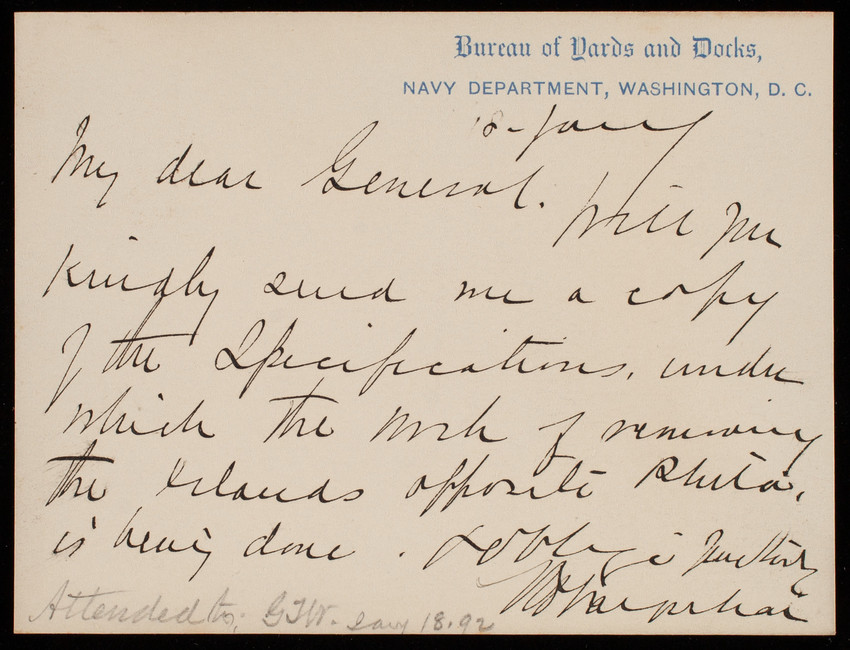 Bureau of Yards and Docks,
NAVY DEPARTMENT, WASHINGTON, D. C.
18 - Jany
My dear General.
Will you
kindly send me a copy
of the Specifications, under
which the work of removing
the Islands opposite Phila,
is being done. & oblige
Yours truly
N H Farquhar
Attended to, G.T.W. Jany 18.92